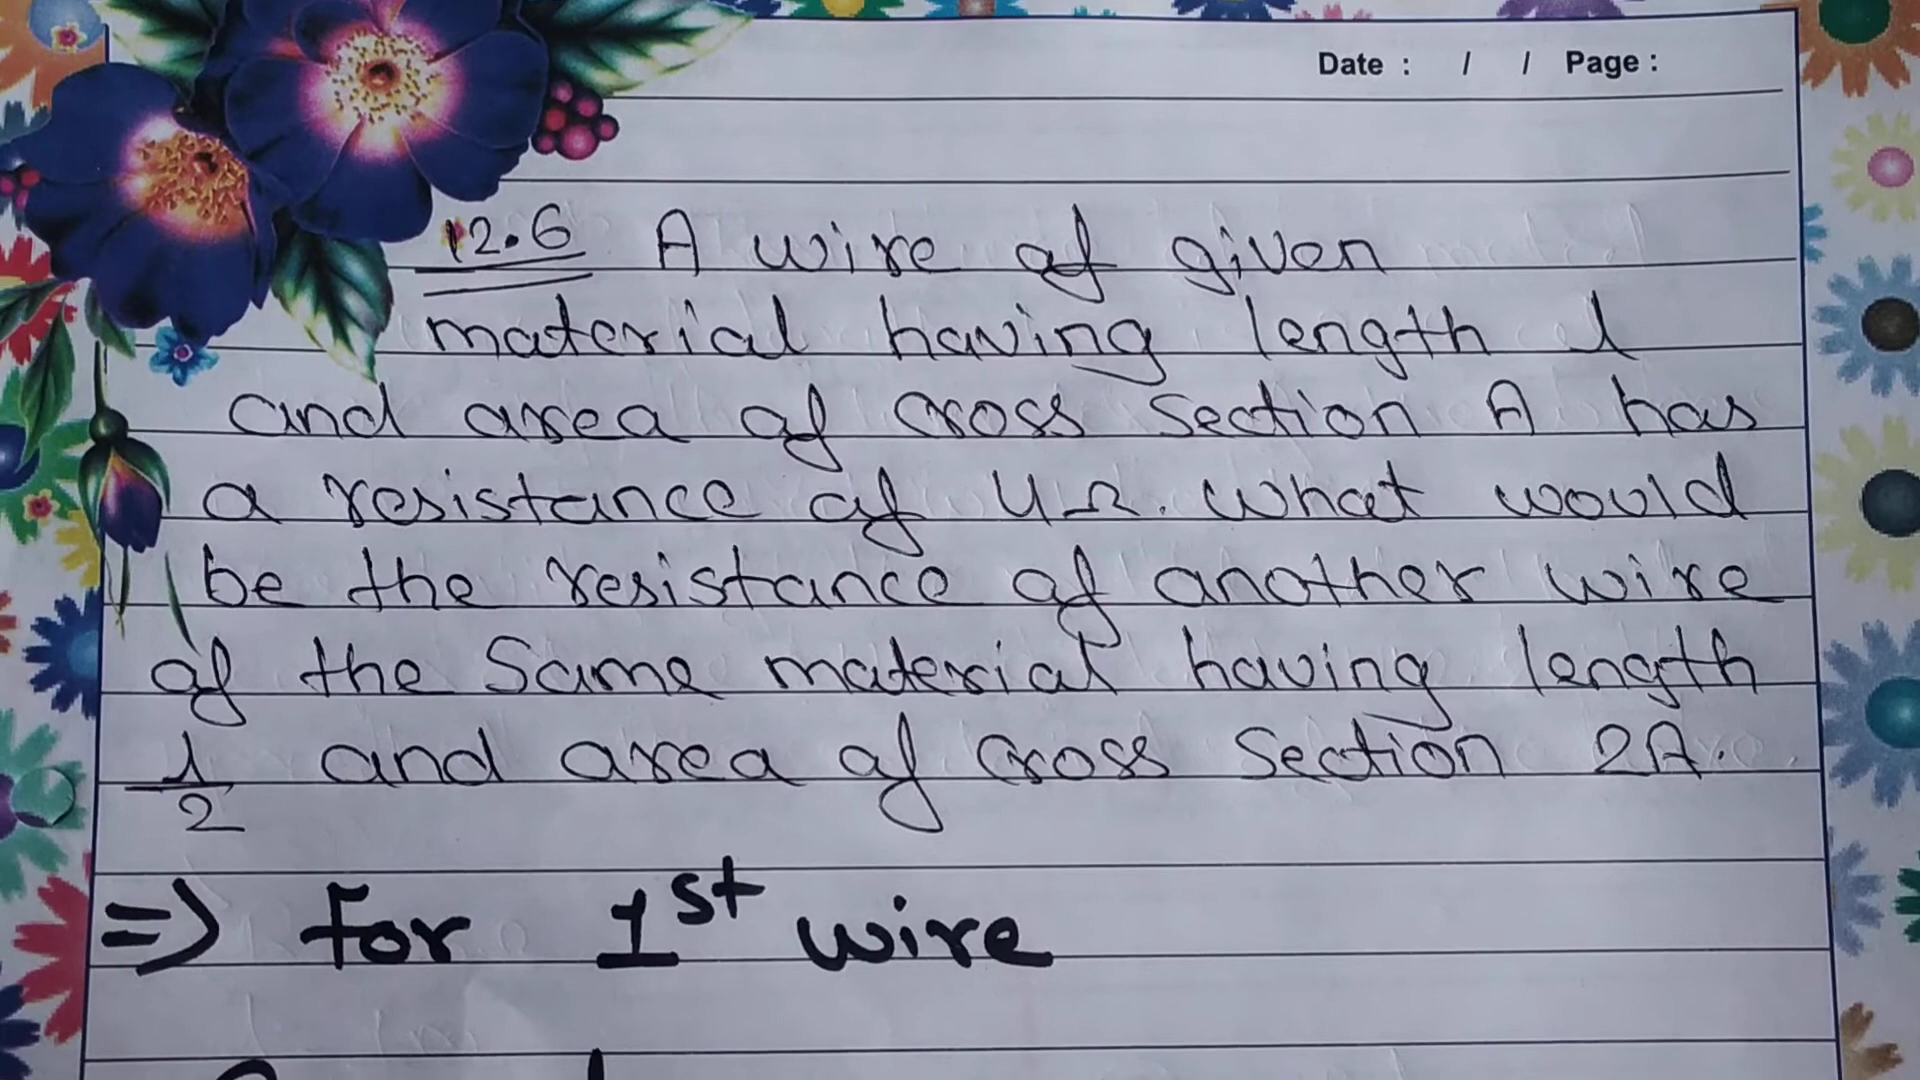 Date : / / Page :
12.6 A wire of given
material having length l
and area of cross section A has
a resistance of 4Ω. What would
be the resistance of another wire
of the same material having length
l/2 and area of cross section 2A.
=> For 1st wire